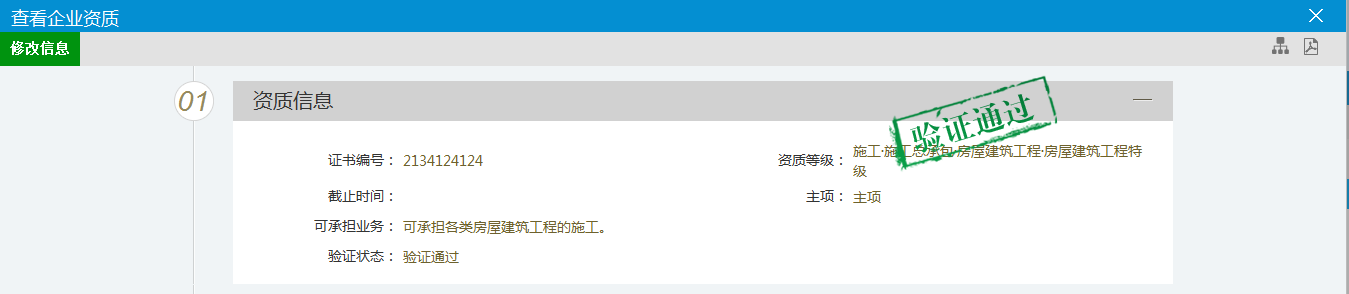 查看企业资质
修改信息
01
资质信息
验证通过
证书编号： 2134124124
资质等级： 施工·施工总承包·房屋建筑工程·房屋建筑工程特
级
截止时间：
主项： 主项
可承担业务： 可承担各类房屋建筑工程的施工。
验证状态： 验证通过